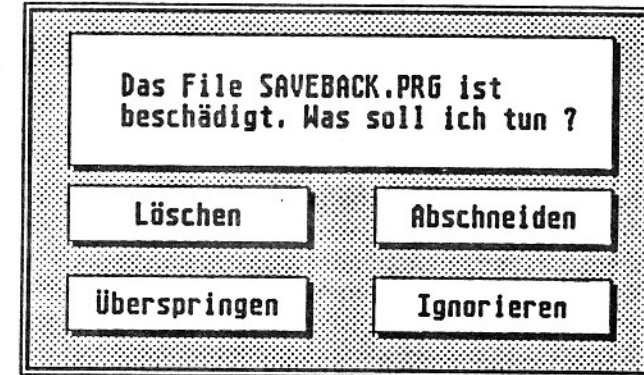 Das File SAVEBACK.PRG ist
beschädigt. Was soll ich tun ?
Löschen
Abschneiden
Überspringen
Ignorieren